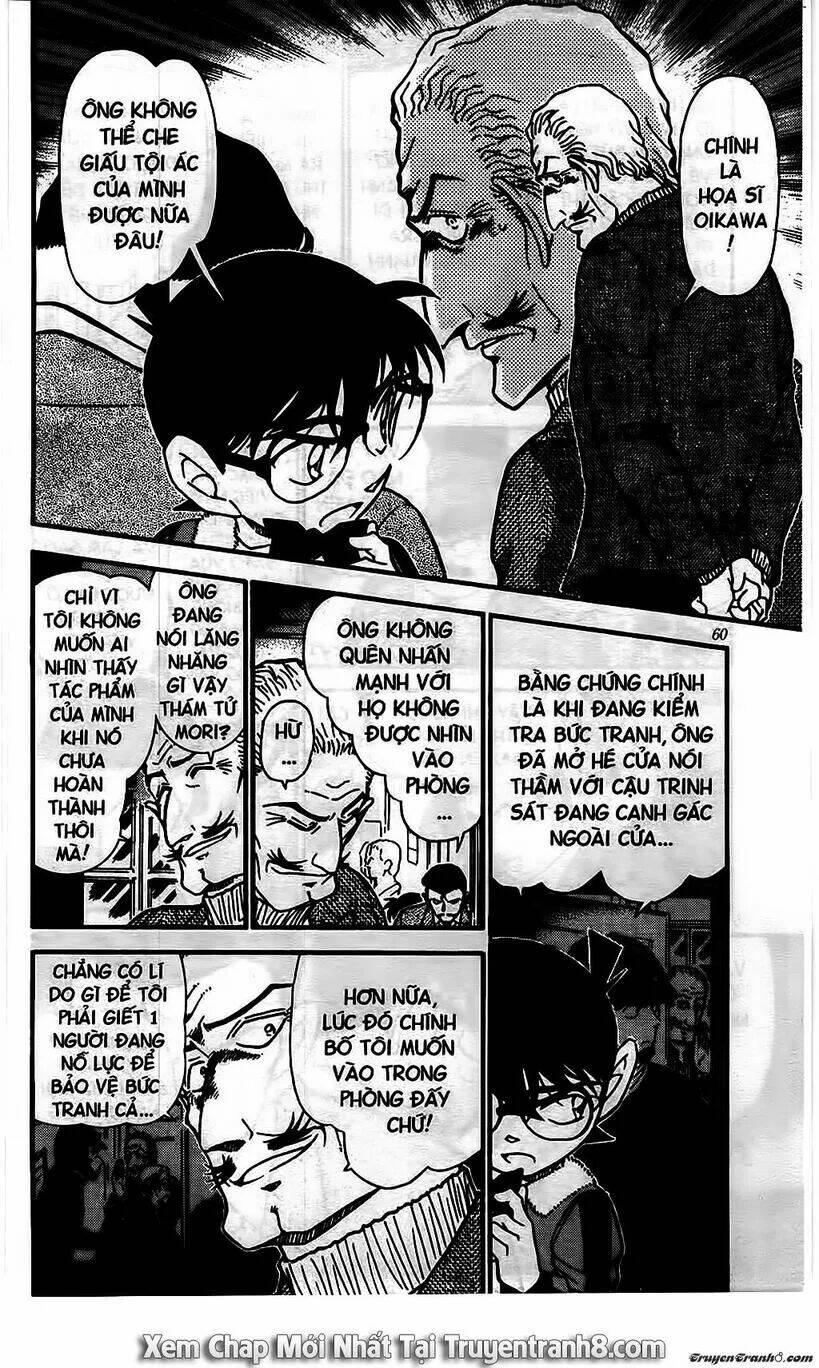 CHÍNH
LÀ
HỌA SĨ
OIKAWA
!
ÔNG KHÔNG
THỂ CHE
GIẤU TỘI ÁC
CỦA MÌNH
ĐƯỢC NỮA
ĐÂU!
60
BẰNG CHỨNG CHÍNH
LÀ KHI ĐANG KIỂM
TRA BỨC TRANH, ÔNG
ĐÃ MỞ HÉ CỬA NÓI
THẦM VỚI CẬU TRINH
SÁT ĐANG CANH GÁC
NGOÀI CỬA...
ÔNG KHÔNG
QUÊN NHẤN
MẠNH VỚI
HỌ KHÔNG
ĐƯỢC NHÌN
VÀO
PHÒNG
...
HỪ
...
ÔNG
ĐANG
NÓI LĂNG
NHĂNG
GÌ VẬY
THÁM TỬ
MORI?
CHỈ VÌ
TÔI KHÔNG
MUỐN AI
NHÌN THẤY
TÁC PHẨM
CỦA MÌNH
KHI NÓ
CHƯA
HOÀN
THÀNH
THÔI
MÀ!
HƠN NỮA,
LÚC ĐÓ CHÍNH
BỐ TÔI MUỐN
VÀO TRONG
PHÒNG ĐẤY
CHỨ!
CHẲNG CÓ LÍ
DO GÌ ĐỂ TÔI
PHẢI GIẾT 1
NGƯỜI ĐANG
NỖ LỰC ĐỂ
BẢO VỆ BỨC
TRANH CẢ...
Xem Chap Mới Nhất Tại Truyentranh8.com
TruyenTranh8.com